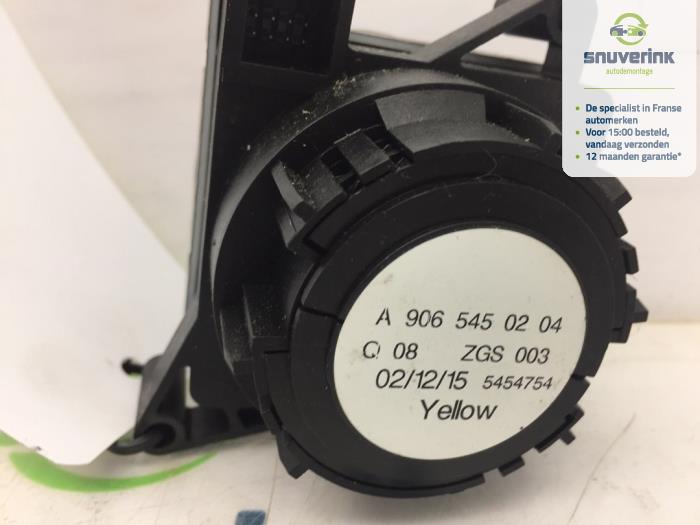 snuverink
autodemontage
• De specialist in Franse
automerken
• Voor 15:00 besteld,
vandaag verzonden
• 12 maanden garantie*
A 906 545 02 04
Q 08 ZGS 003
02/12/15 5454754
Yellow